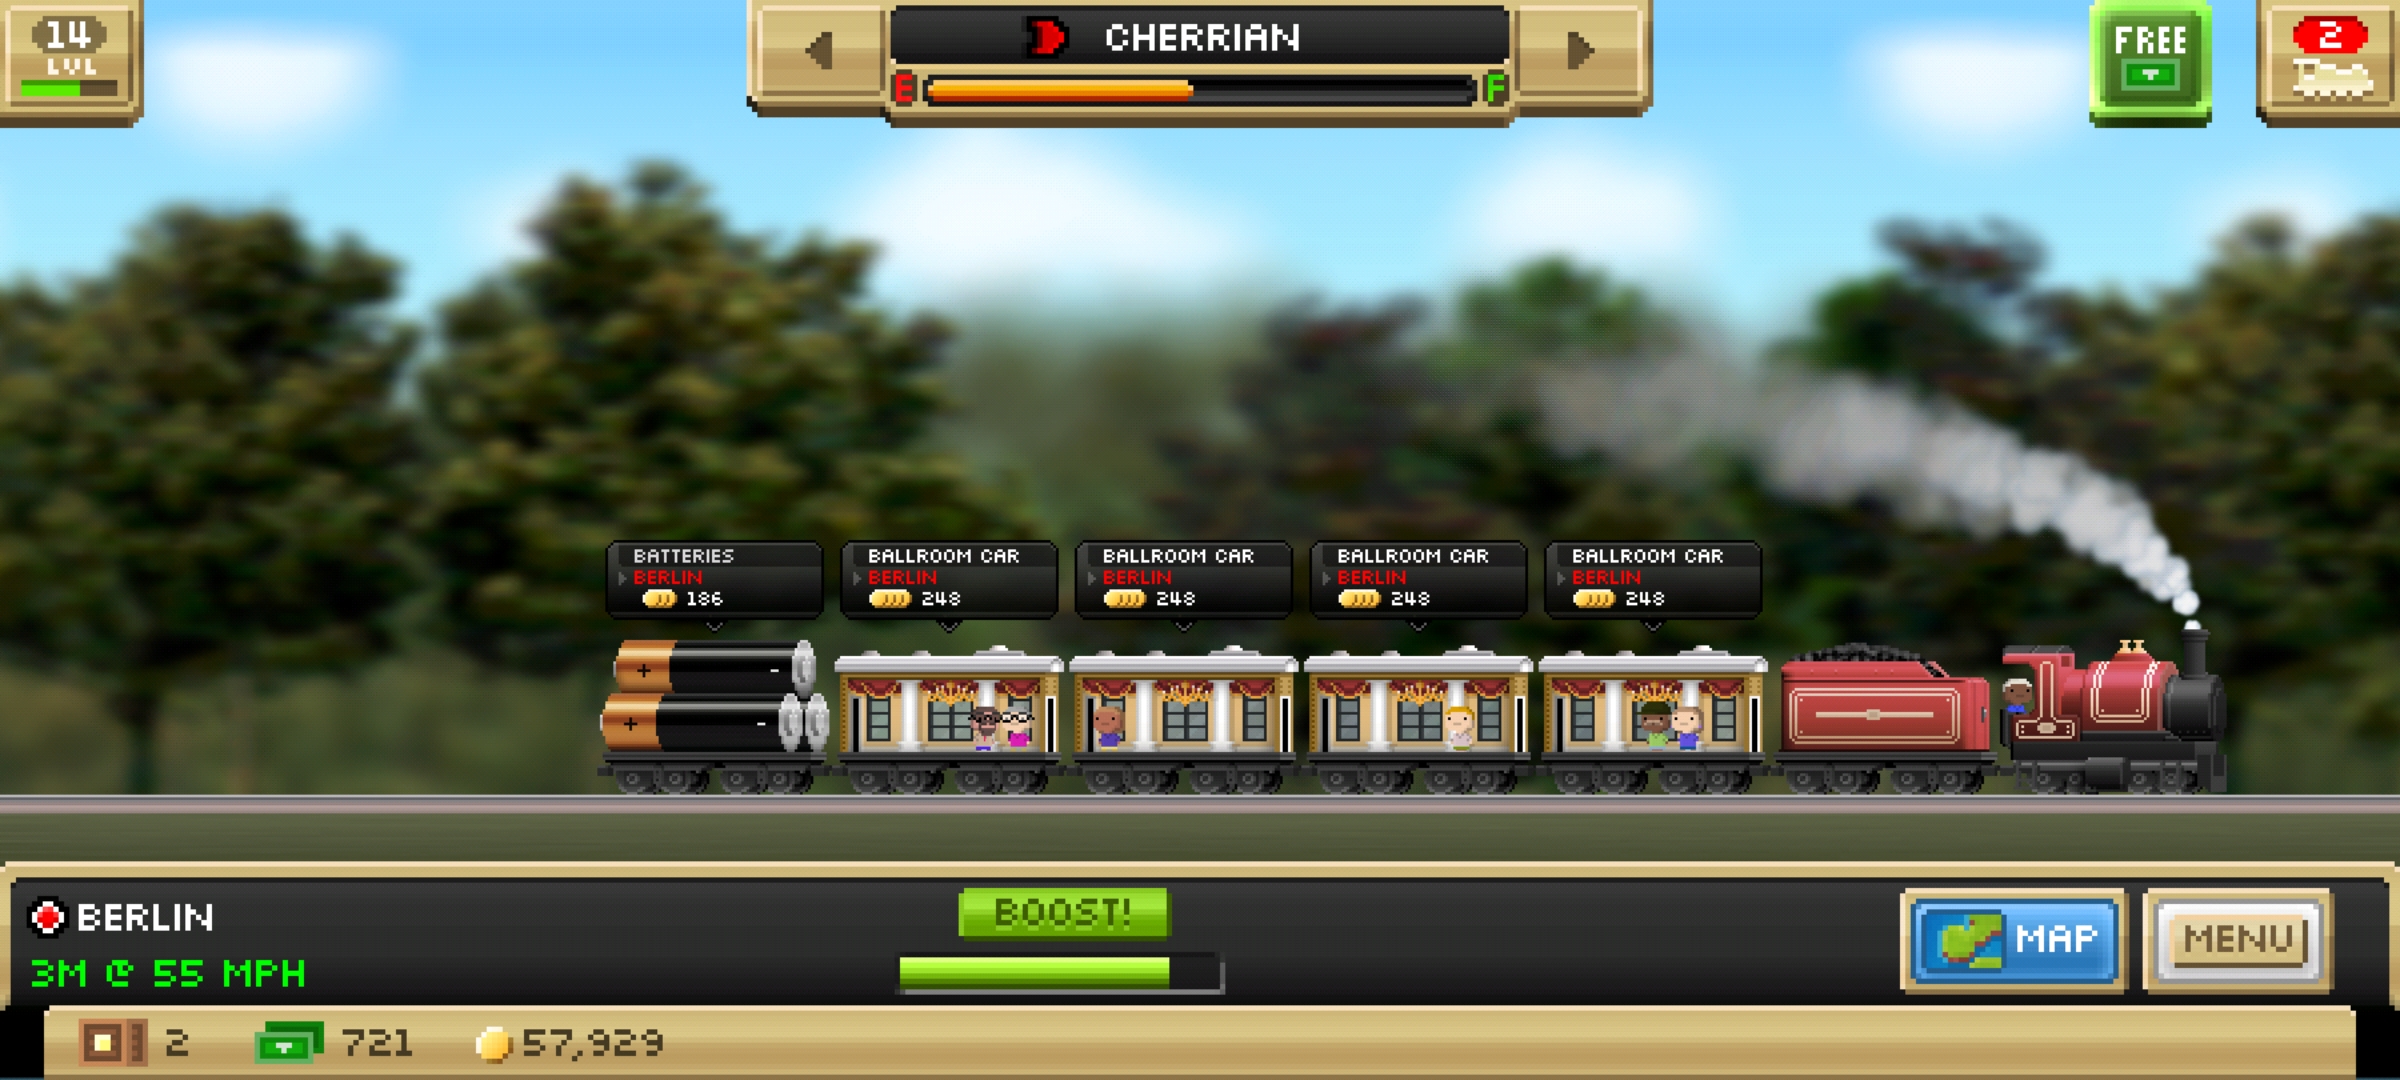 14
LVL
CHERRIAN
E F
FREE
2
BATTERIES
BERLIN
186
BALLROOM CAR
BERLIN
248
BALLROOM CAR
BERLIN
248
BALLROOM CAR
BERLIN
248
BALLROOM CAR
BERLIN
248
+ -
+ -
BERLIN
3M @ 55 MPH
BOOST!
MAP
MENU
2 721 57,929